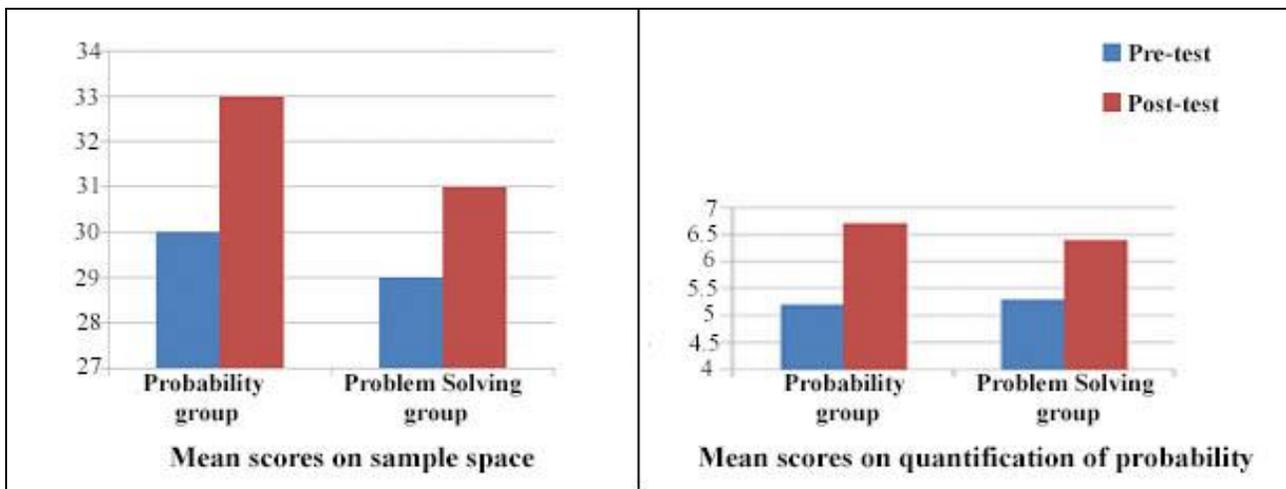 34
33
32
31
30
29
28
27
Probability group
Problem Solving group
Mean scores on sample space
Pre-test
Post-test
7
6.5
6
5.5
5
4.5
4
Probability group
Problem Solving group
Mean scores on quantification of probability